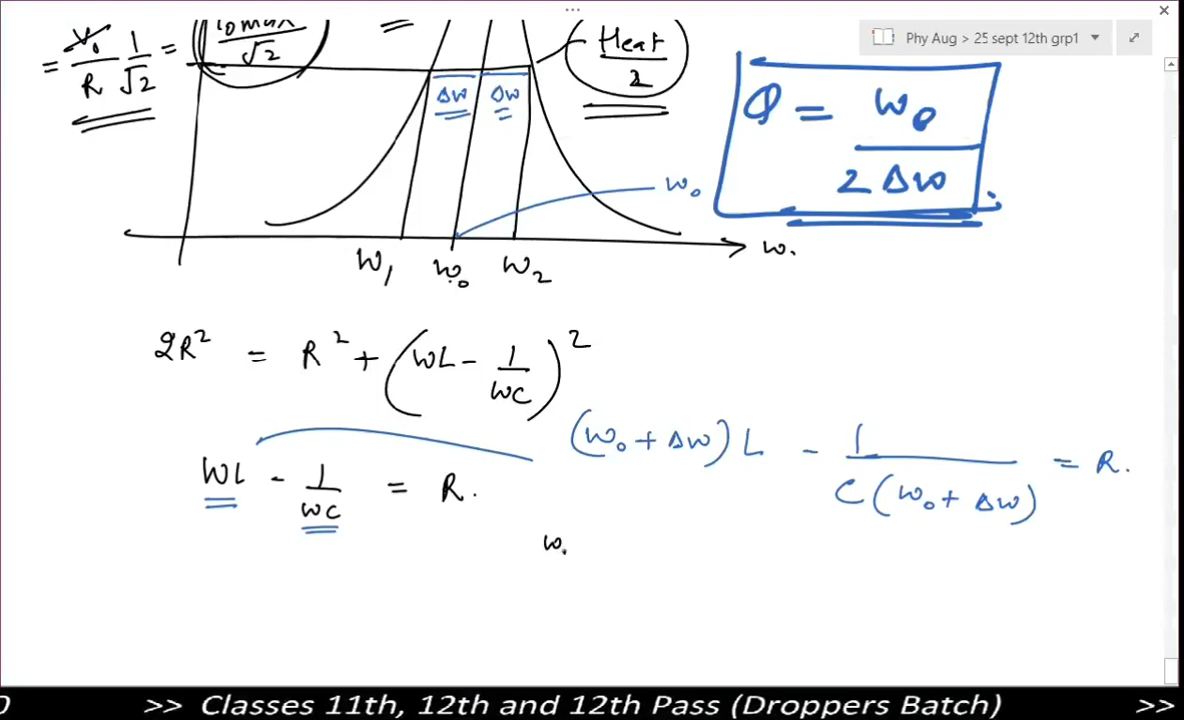 = V₀/R 1/√2 = i₀max/√2
Heat/2
Δω Δω
Phy Aug > 25 sept 12th grp1
Q = ω₀/2Δω
ω₀
ω₁ ω₀ ω₂ ω.
2R² = R² + (ωL - 1/ωC)²
(ω₀ + Δω) L - 1/C(ω₀ + Δω) = R.
ωL - 1/ωC = R.
ω.
0 >> Classes 11th, 12th and 12th Pass (Droppers Batch) >>